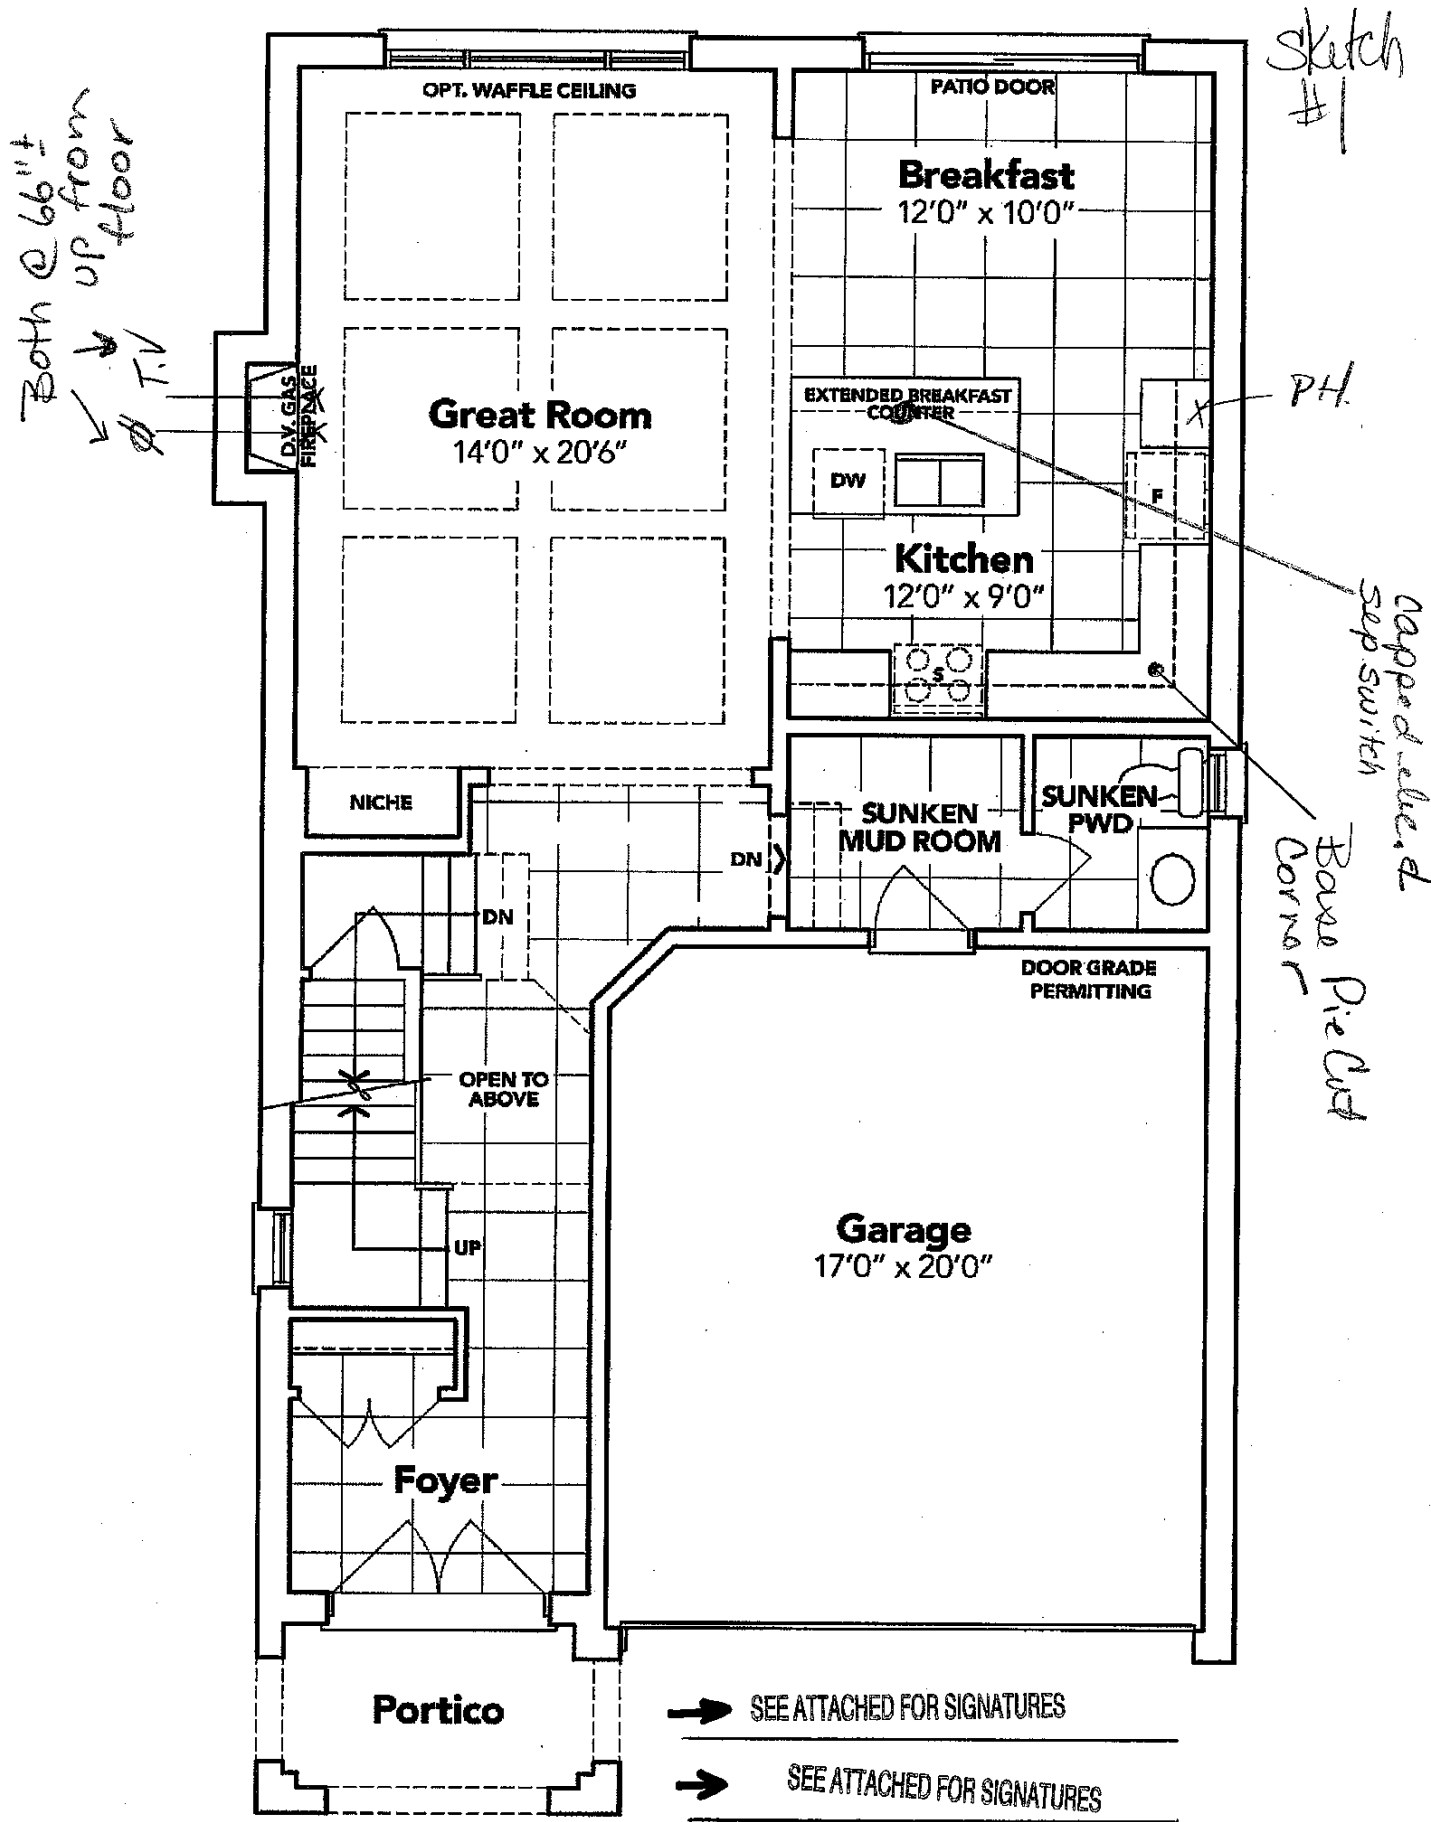 Sketch
#1
OPT. WAFFLE CEILING
PATIO DOOR
Both @ 66"±
up from
floor
T.V
Breakfast
12'0" x 10'0"
D.V. GAS
FIREPLACE
Great Room
14'0" x 20'6"
EXTENDED BREAKFAST
COUNTER
PH.
DW
F
Kitchen
12'0" x 9'0"
S
capped elec.
sep. switch
Base Pie Cut
Corner
NICHE
SUNKEN
MUD ROOM
SUNKEN
PWD
DN
DN
DOOR GRADE
PERMITTING
OPEN TO
ABOVE
UP
Garage
17'0" x 20'0"
Foyer
Portico
SEE ATTACHED FOR SIGNATURES
SEE ATTACHED FOR SIGNATURES